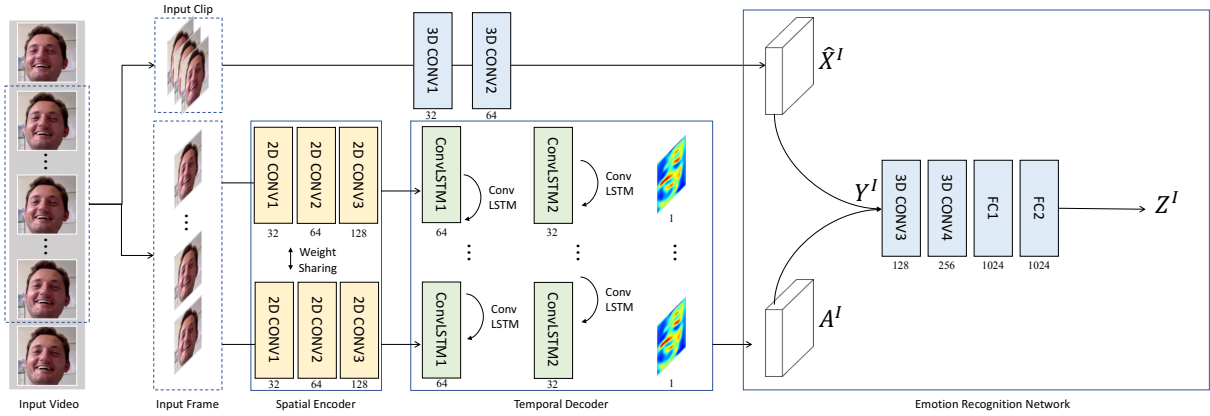 Input Clip
3D CONV1
3D CONV2
32
64
X̂^I
2D CONV1
2D CONV2
2D CONV3
32
64
128
ConvLSTM1
Conv
LSTM
64
ConvLSTM2
Conv
LSTM
32
1
...
Weight
Sharing
...
...
...
Y^I
3D CONV3
3D CONV4
FC1
FC2
128
256
1024
1024
Z^I
2D CONV1
2D CONV2
2D CONV3
32
64
128
ConvLSTM1
Conv
LSTM
64
ConvLSTM2
Conv
LSTM
32
1
A^I
Input Video
Input Frame
Spatial Encoder
Temporal Decoder
Emotion Recognition Network